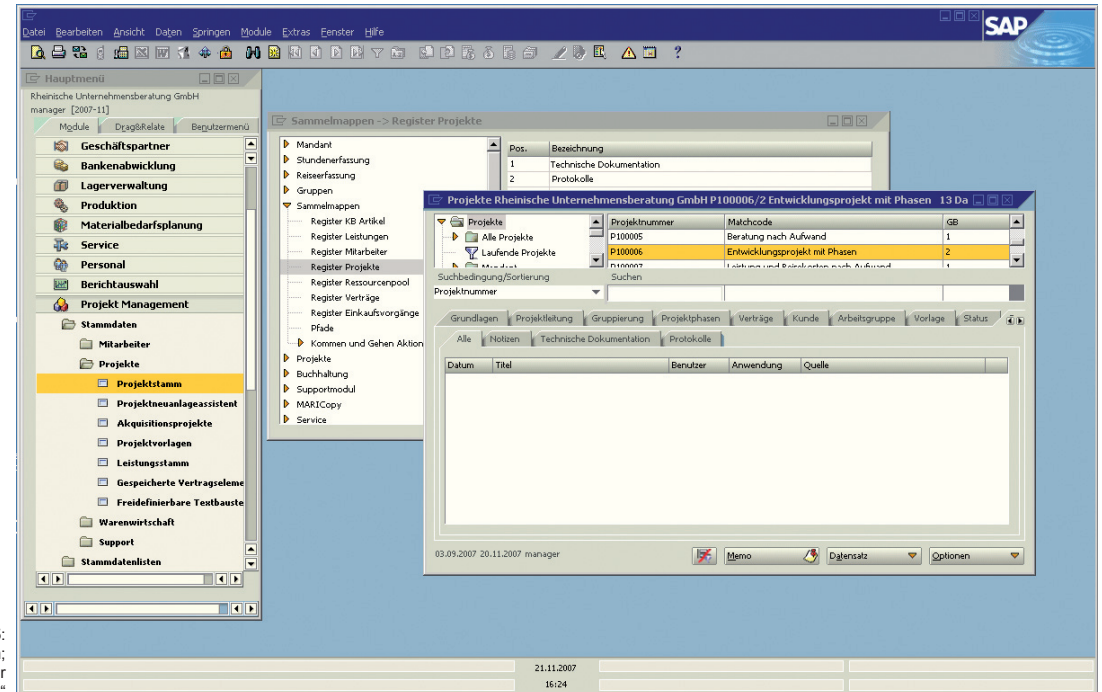 Datei Bearbeiten Ansicht Daten Springen Module Extras Fenster Hilfe
SAP
Hauptmenü
Rheinische Unternehmensberatung GmbH
manager [2007-11]
Module Drag&Relate Benutzermenü
Geschäftspartner
Bankenabwicklung
Lagerverwaltung
Produktion
Materialbedarfsplanung
Service
Personal
Berichtauswahl
Projekt Management
Stammdaten
Mitarbeiter
Projekte
Projektstamm
Projektneuanlageassistent
Akquisitionsprojekte
Projektvorlagen
Leistungsstamm
Gespeicherte Vertragseleme
Freidefinierbare Textbauste
Warenwirtschaft
Support
Stammdatenlisten
Sammelmappen -> Register Projekte
Mandant
Stundenerfassung
Reiseerfassung
Gruppen
Sammelmappen
Register KB Artikel
Register Leistungen
Register Mitarbeiter
Register Projekte
Register Ressourcenpool
Register Verträge
Register Einkaufsvorgänge
Pfade
Kommen und Gehen Aktion
Projekte
Buchhaltung
Supportmodul
MARICopy
Service
Pos. Bezeichnung
1 Technische Dokumentation
2 Protokolle
Projekte Rheinische Unternehmensberatung GmbH P100006/2 Entwicklungsprojekt mit Phasen 13 Da
Projekte
Alle Projekte
Laufende Projekte
Mandant
Projektnummer Matchcode GB
P100005 Beratung nach Aufwand 1
P100006 Entwicklungsprojekt mit Phasen 2
P100007 Leistung und Reisekosten nach Aufwand 1
Suchbedingung/Sortierung Suchen
Projektnummer
Grundlagen Projektleitung Gruppierung Projektphasen Verträge Kunde Arbeitsgruppe Vorlage Status
Alle Notizen Technische Dokumentation Protokolle
Datum Titel Benutzer Anwendung Quelle
03.09.2007 20.11.2007 manager
Memo Datensatz Optionen
21.11.2007
16:24